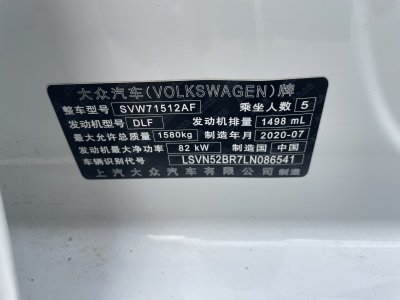 大众汽车(VOLKSWAGEN)牌
整车型号 SVW71512AF 乘坐人数 5
发动机型号 DLF 发动机排量 1498 mL
最大允许总质量 1580kg 制造年月 2020-07
发动机最大净功率 82 kW 制造国 中国
车辆识别代号 LSVN52BR7LN086541
上汽大众汽车有限公司 制造